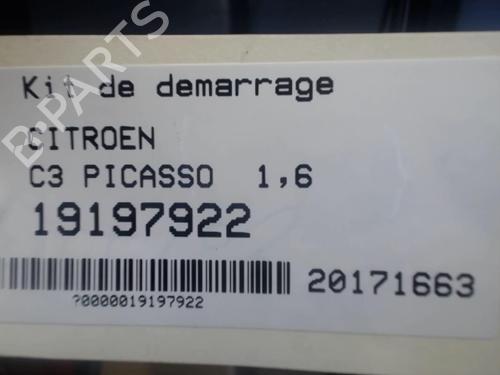 B-PARTS
Kit de demarrage
CITROEN
C3 PICASSO 1,6
19197922
20171663
?0000019197922